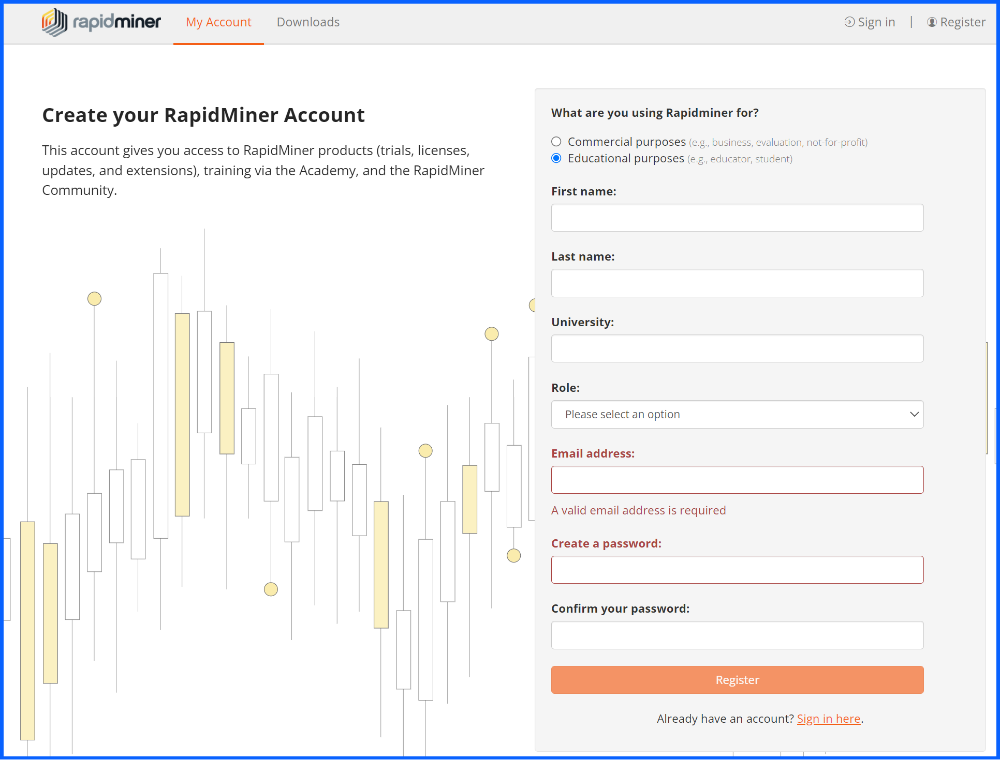 rapidminer
My Account
Downloads
Sign in | Register
Create your RapidMiner Account
This account gives you access to RapidMiner products (trials, licenses,
updates, and extensions), training via the Academy, and the RapidMiner
Community.
What are you using Rapidminer for?
Commercial purposes (e.g., business, evaluation, not-for-profit)
Educational purposes (e.g., educator, student)
First name:
Last name:
University:
Role:
Please select an option
Email address:
A valid email address is required
Create a password:
Confirm your password:
Register
Already have an account? Sign in here.